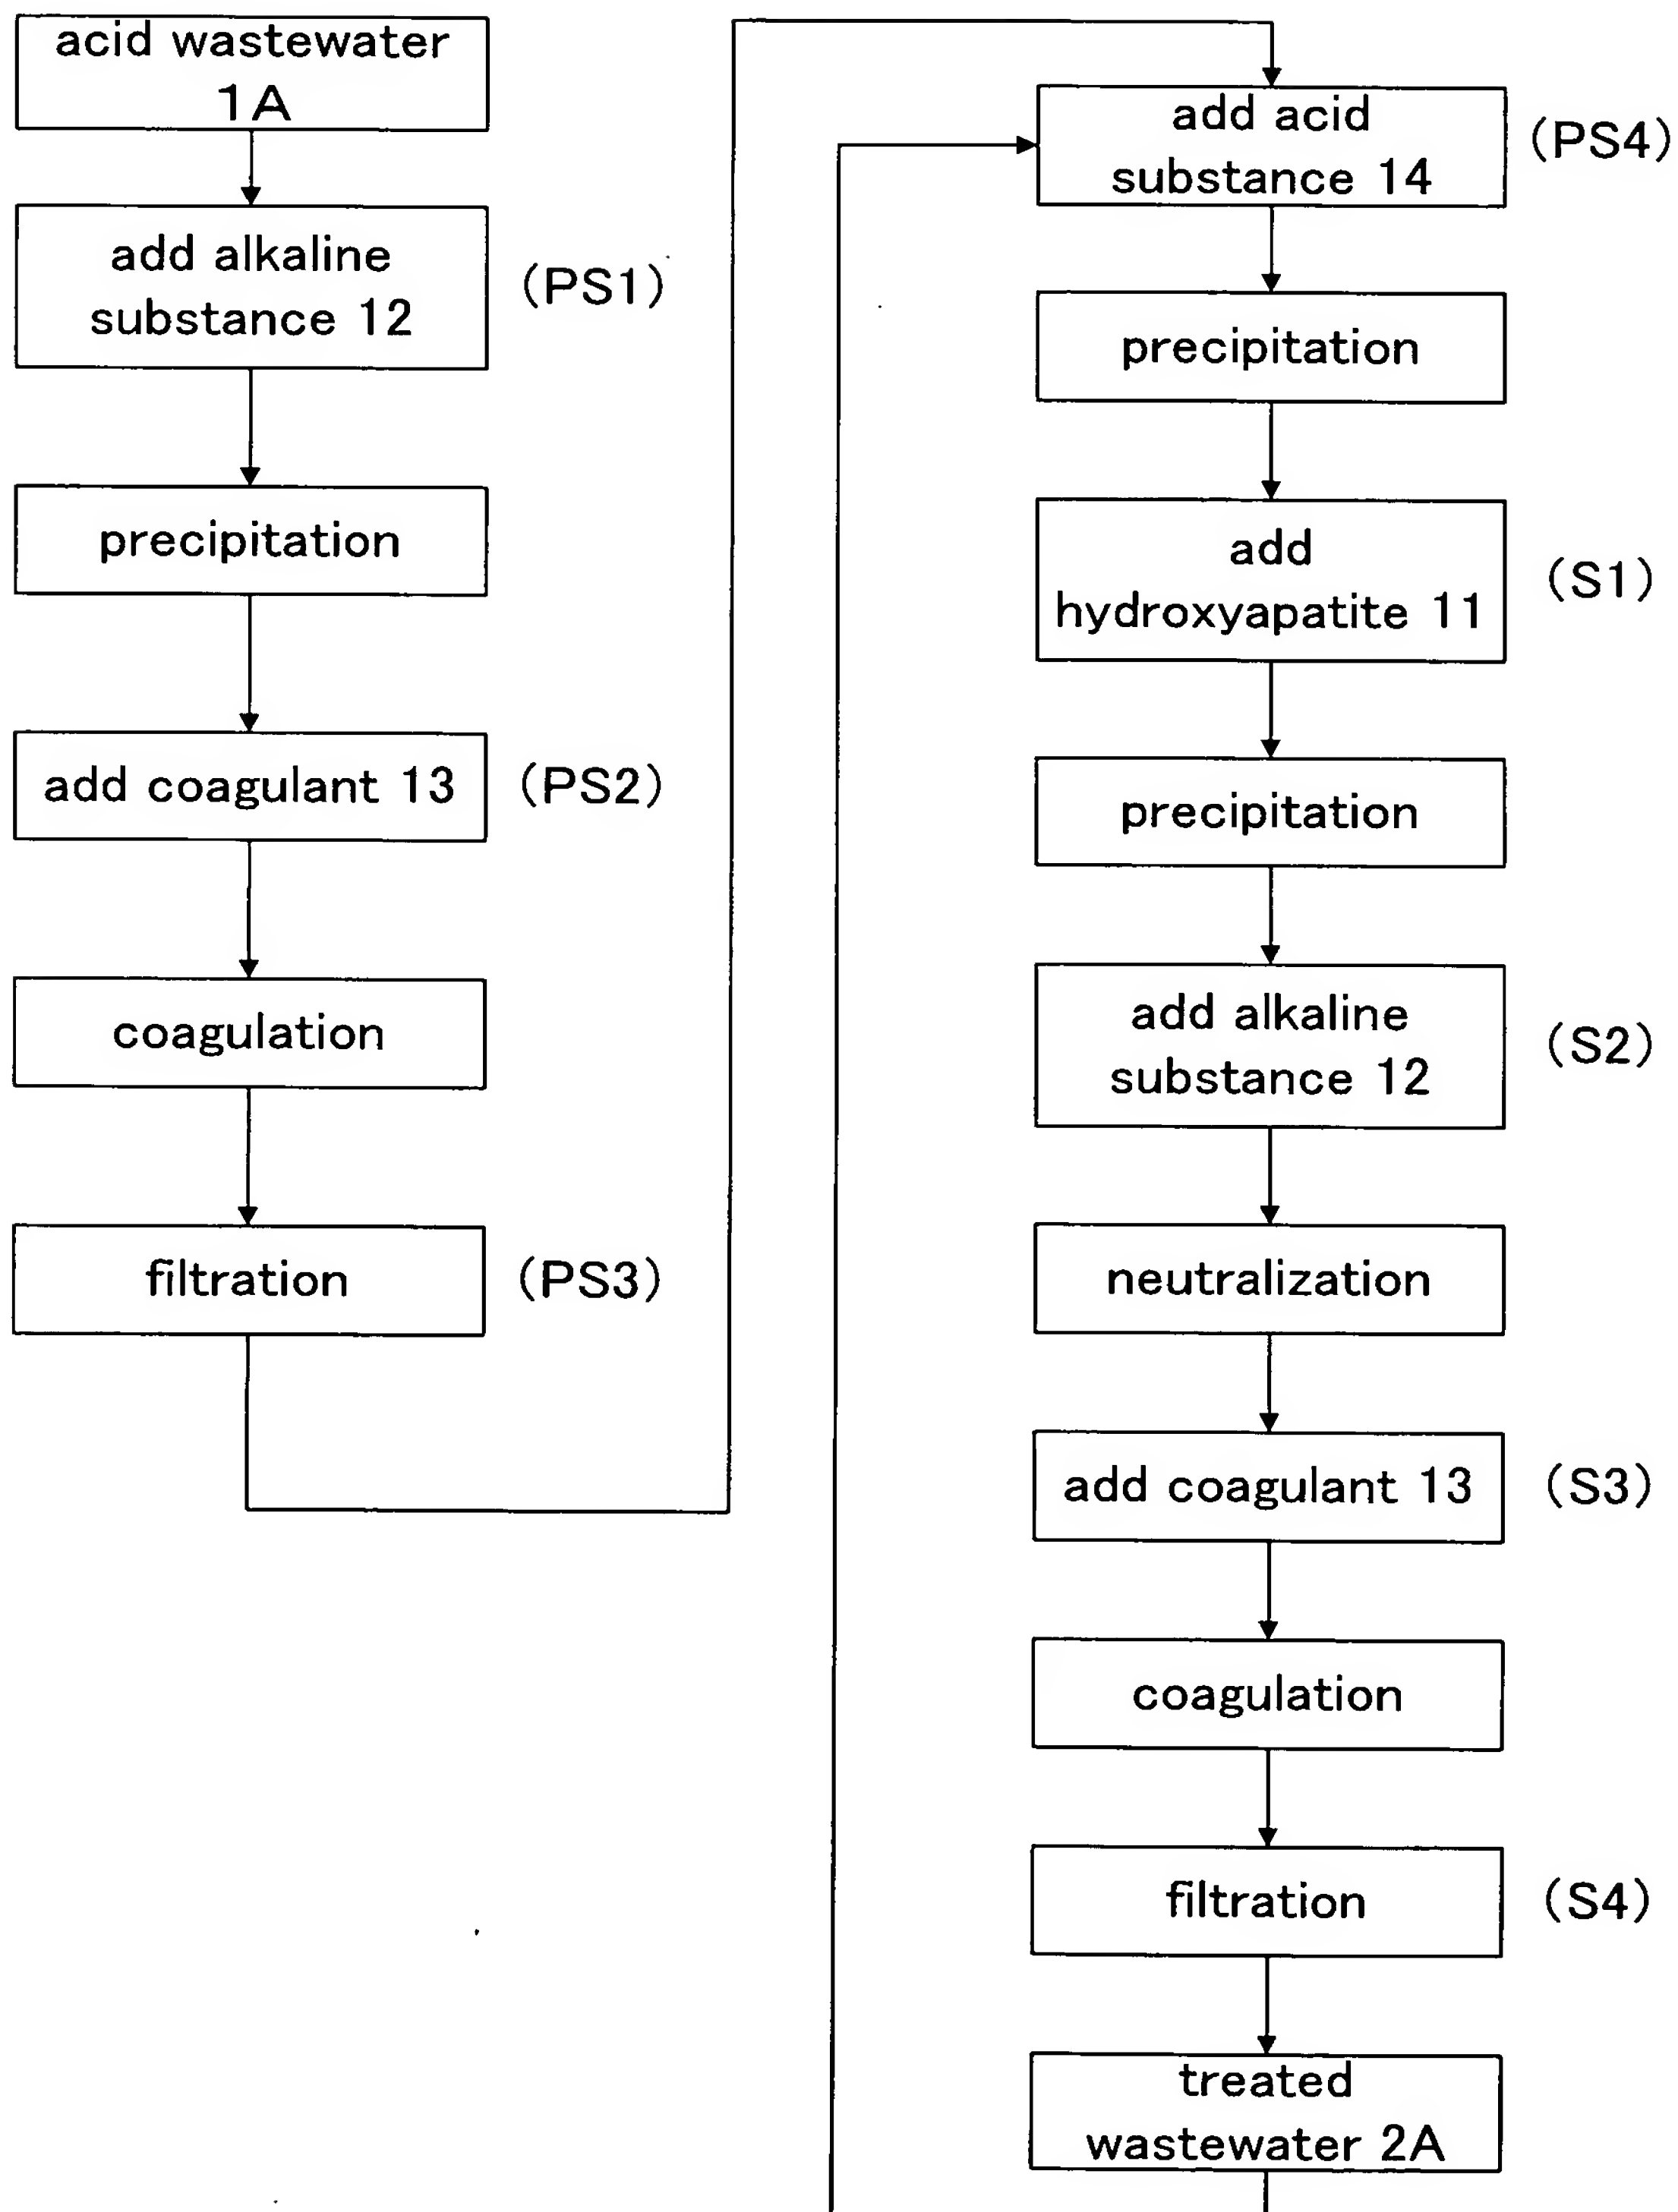 acid wastewater
1A
add alkaline
substance 12
(PS1)
precipitation
add coagulant 13
(PS2)
coagulation
filtration
(PS3)
add acid
substance 14
(PS4)
precipitation
add
hydroxyapatite 11
(S1)
precipitation
add alkaline
substance 12
(S2)
neutralization
add coagulant 13
(S3)
coagulation
filtration
(S4)
treated
wastewater 2A